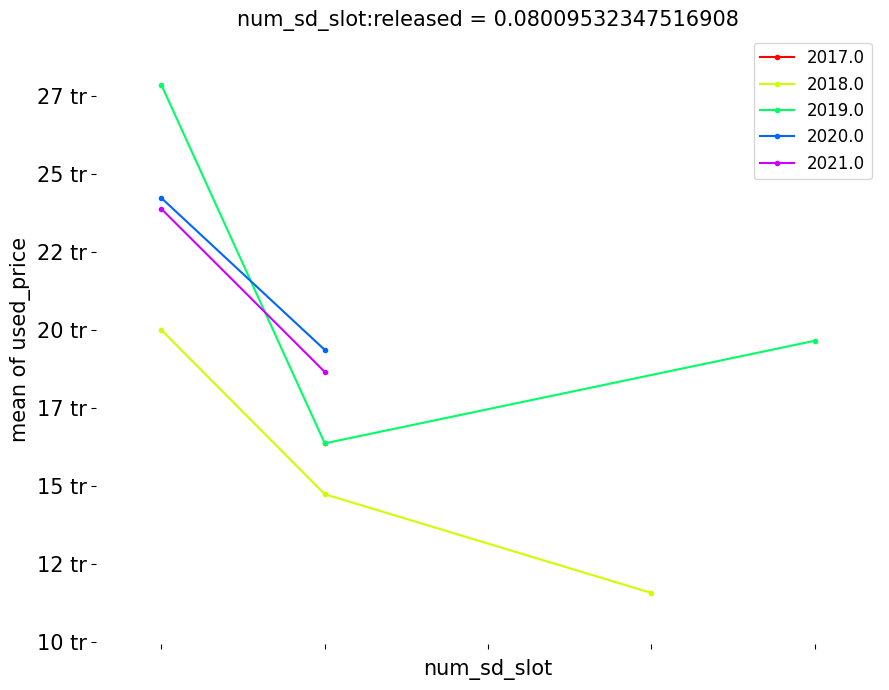 num_sd_slot:released = 0.08009532347516908
2017.0
2018.0
2019.0
2020.0
2021.0
27 tr
25 tr
22 tr
20 tr
17 tr
15 tr
12 tr
10 tr
mean of used_price
num_sd_slot